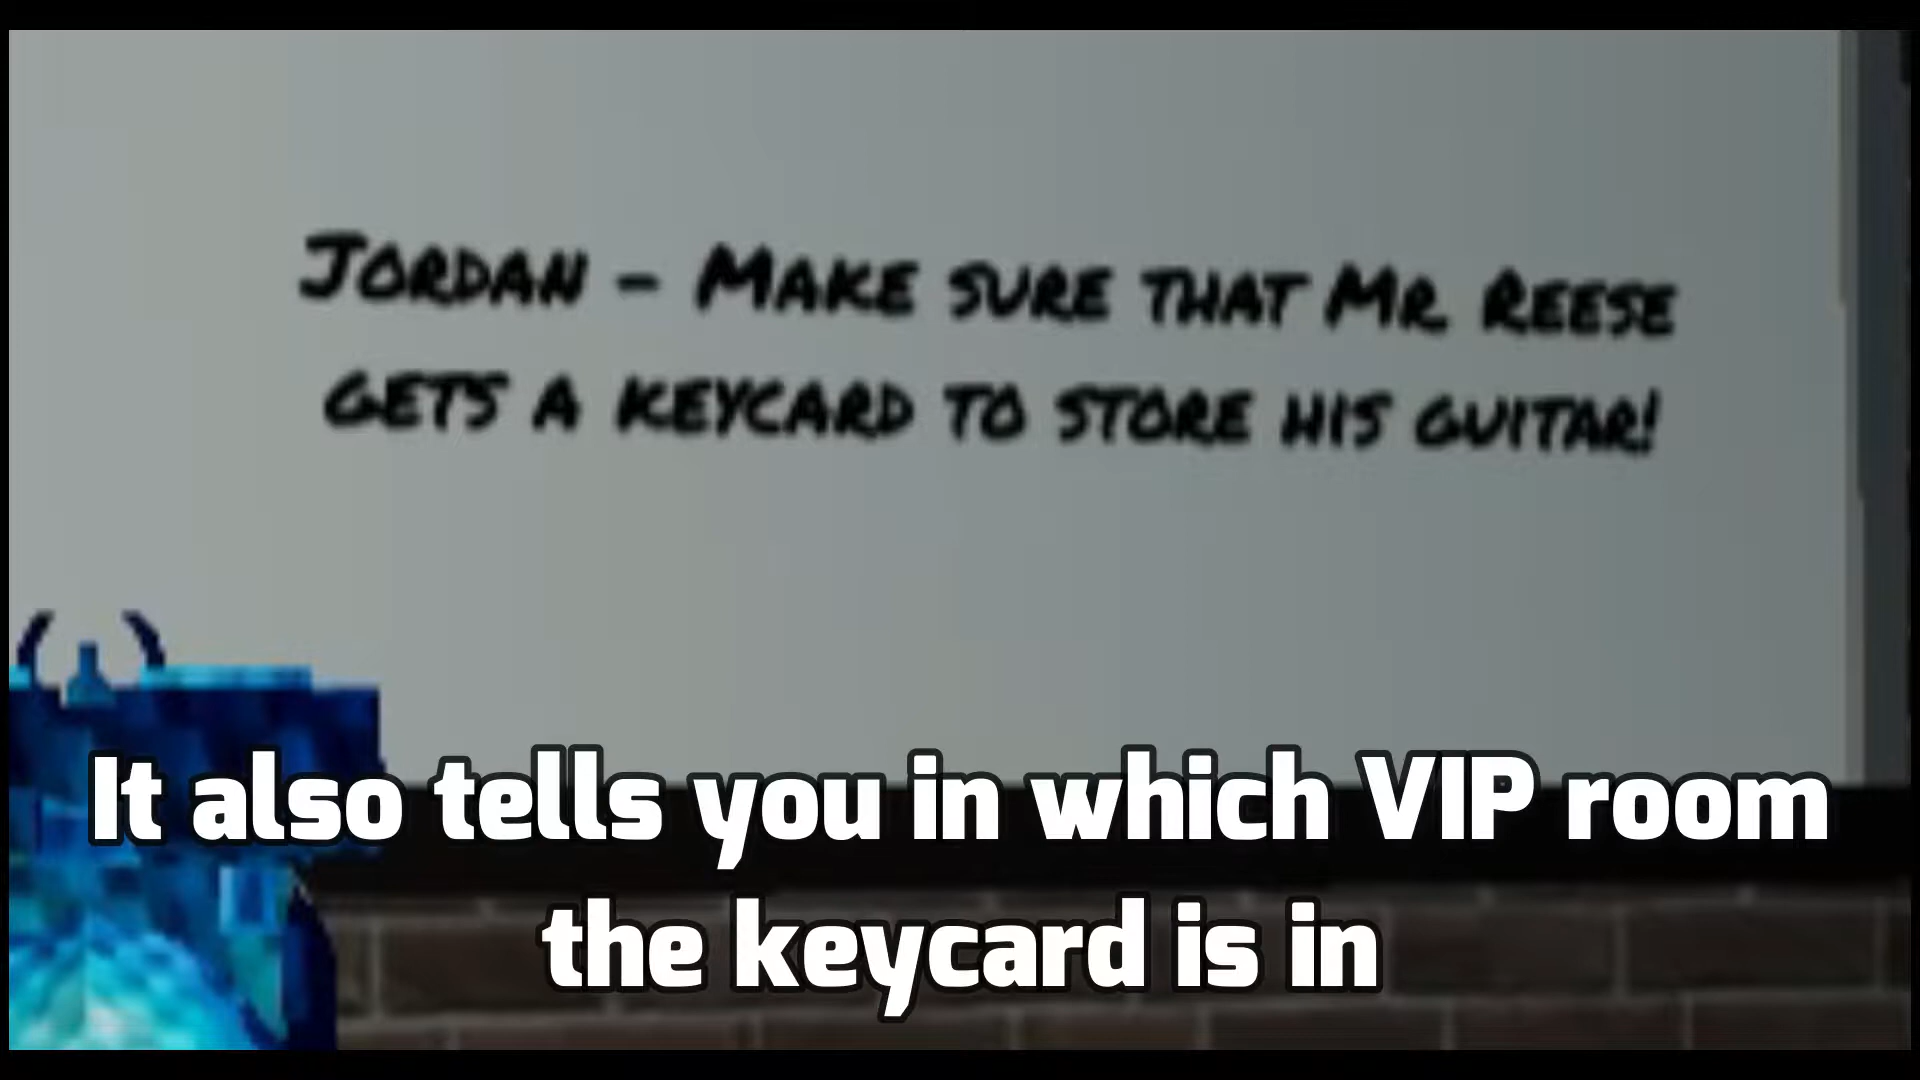 JORDAN - MAKE SURE THAT MR. REESE
GETS A KEYCARD TO STORE HIS GUITAR!
It also tells you in which VIP room
the keycard is in